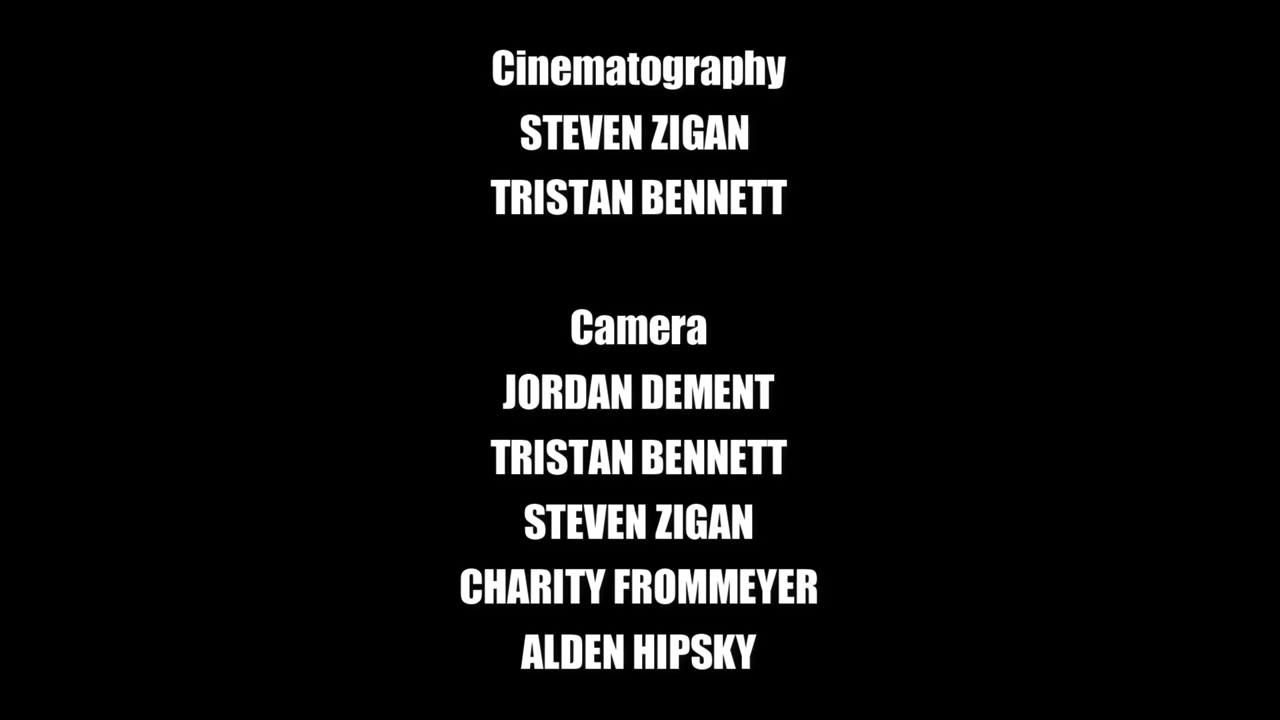 Cinematography
STEVEN ZIGAN
TRISTAN BENNETT
Camera
JORDAN DEMENT
TRISTAN BENNETT
STEVEN ZIGAN
CHARITY FROMMEYER
ALDEN HIPSKY